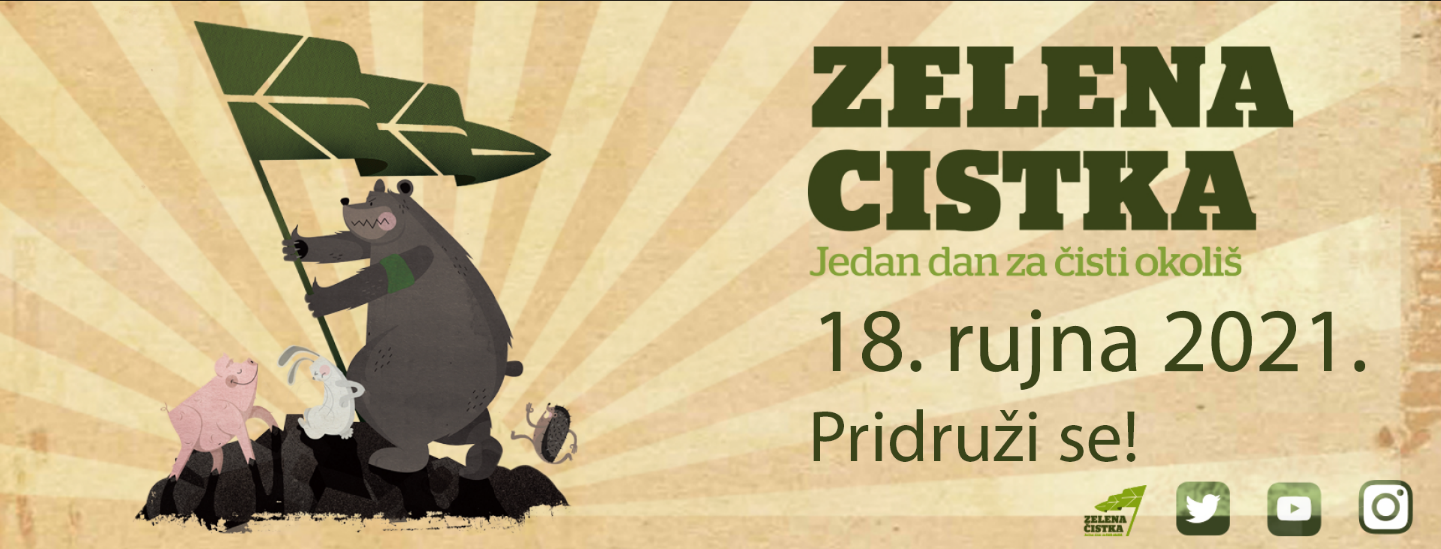 ZELENA
CISTKA
Jedan dan za čisti okoliš
18. rujna 2021.
Pridruži se!
ZELENA
ČISTKA